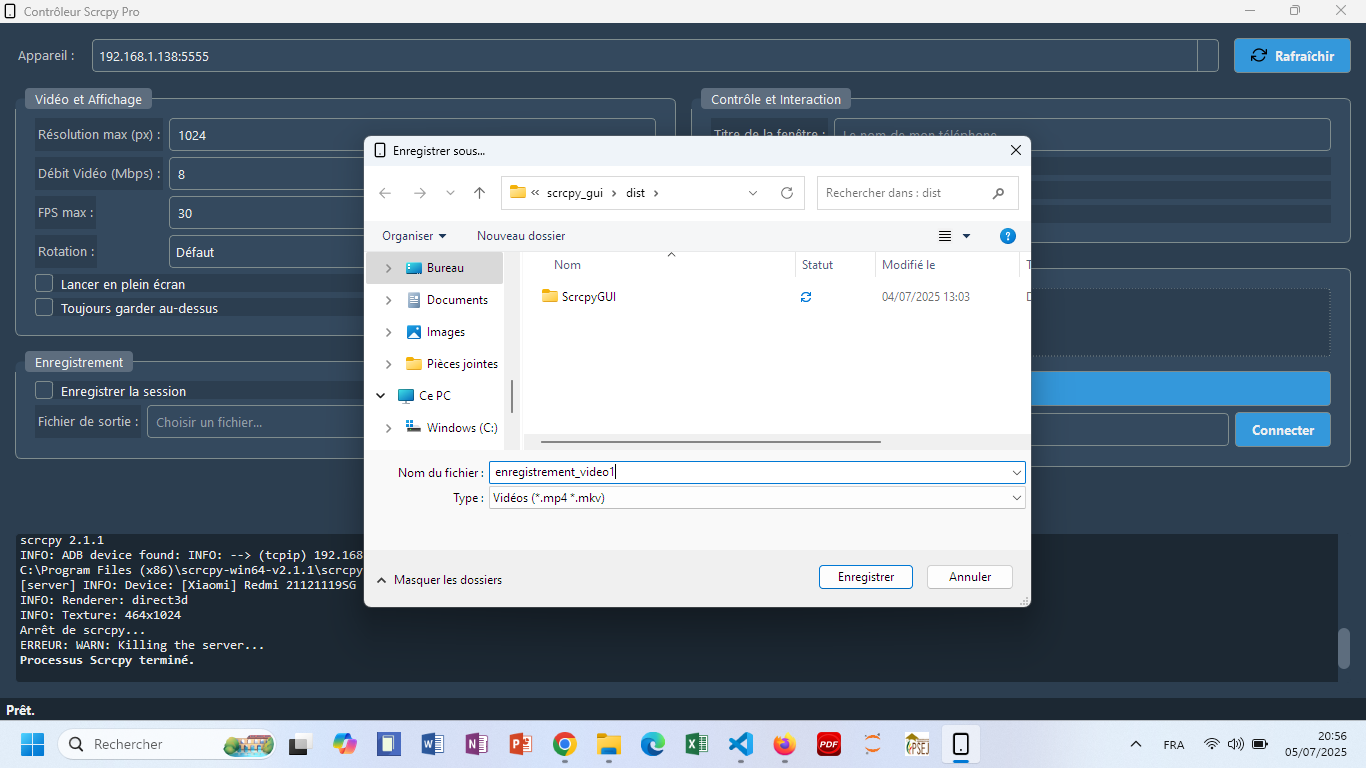 Contrôleur Scrcpy Pro
Appareil :
192.168.1.138:5555
Rafraîchir
Vidéo et Affichage
Résolution max (px) :
1024
Débit Vidéo (Mbps) :
8
FPS max :
30
Rotation :
Défaut
Lancer en plein écran
Toujours garder au-dessus
Enregistrement
Enregistrer la session
Fichier de sortie :
Choisir un fichier...
Contrôle et Interaction
Titre de la fenêtre :
Le nom de mon téléphone
Connecter
Enregistrer sous...
« scrcpy_gui › dist ›
Rechercher dans : dist
Organiser
Nouveau dossier
Bureau
Documents
Images
Pièces jointes
Ce PC
Windows (C:)
Nom
Statut
Modifié le
ScrcpyGUI
04/07/2025 13:03
Nom du fichier :
enregistrement_video1
Type :
Vidéos (*.mp4 *.mkv)
Masquer les dossiers
Enregistrer
Annuler
scrcpy 2.1.1
INFO: ADB device found: INFO: --> (tcpip) 192.168
C:\Program Files (x86)\scrcpy-win64-v2.1.1\scrcpy
[server] INFO: Device: [Xiaomi] Redmi 21121119SG
INFO: Renderer: direct3d
INFO: Texture: 464x1024
Arrêt de scrcpy...
ERREUR: WARN: Killing the server...
Processus Scrcpy terminé.
Prêt.
Rechercher
PDF
PSEJ
FRA
20:56
05/07/2025